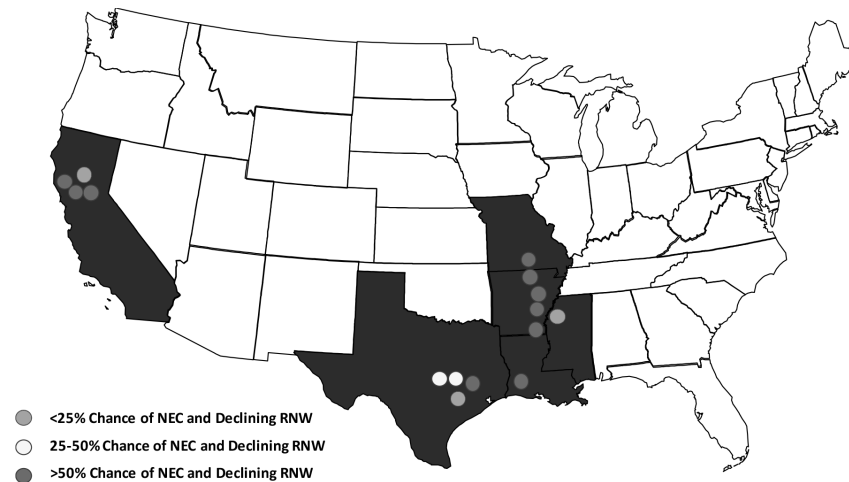 <25% Chance of NEC and Declining RNW
25-50% Chance of NEC and Declining RNW
>50% Chance of NEC and Declining RNW